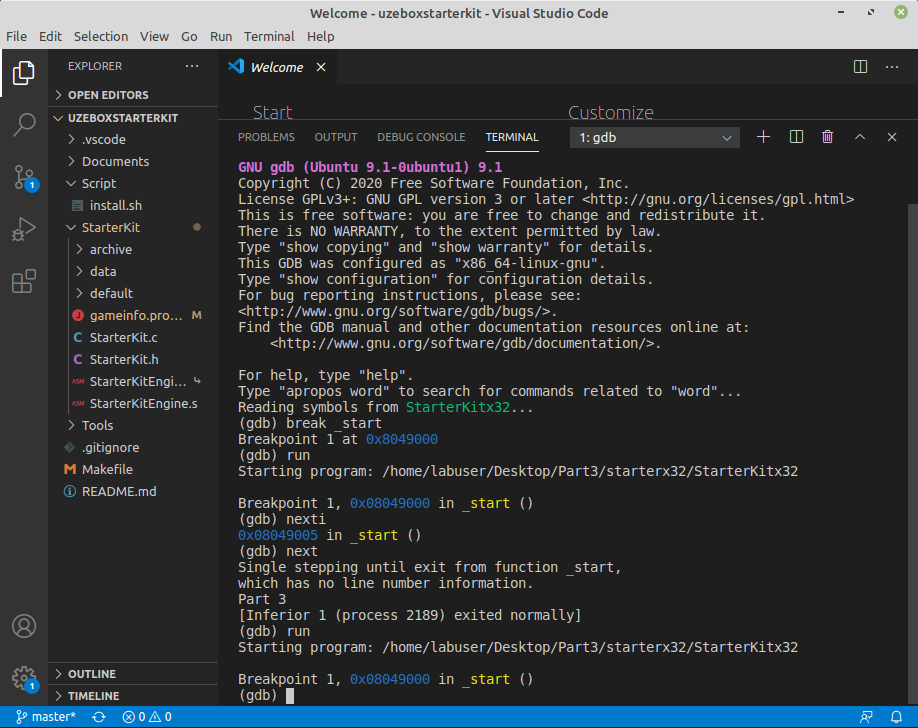 Welcome - uzeboxstarterkit - Visual Studio Code
File Edit Selection View Go Run Terminal Help
EXPLORER
OPEN EDITORS
UZEBOXSTARTERKIT
.vscode
Documents
Script
install.sh
StarterKit
archive
data
default
gameinfo.pro... M
C StarterKit.c
C StarterKit.h
ASM StarterKitEngi...
ASM StarterKitEngine.s
Tools
.gitignore
M Makefile
README.md
OUTLINE
TIMELINE
1
1
Welcome
Start Customize
PROBLEMS OUTPUT DEBUG CONSOLE TERMINAL 1: gdb
GNU gdb (Ubuntu 9.1-0ubuntu1) 9.1
Copyright (C) 2020 Free Software Foundation, Inc.
License GPLv3+: GNU GPL version 3 or later <http://gnu.org/licenses/gpl.html>
This is free software: you are free to change and redistribute it.
There is NO WARRANTY, to the extent permitted by law.
Type "show copying" and "show warranty" for details.
This GDB was configured as "x86_64-linux-gnu".
Type "show configuration" for configuration details.
For bug reporting instructions, please see:
<http://www.gnu.org/software/gdb/bugs/>.
Find the GDB manual and other documentation resources online at:
    <http://www.gnu.org/software/gdb/documentation/>.
For help, type "help".
Type "apropos word" to search for commands related to "word"...
Reading symbols from StarterKitx32...
(gdb) break _start
Breakpoint 1 at 0x8049000
(gdb) run
Starting program: /home/labuser/Desktop/Part3/starterx32/StarterKitx32
Breakpoint 1, 0x08049000 in _start ()
(gdb) nexti
0x08049005 in _start ()
(gdb) next
Single stepping until exit from function _start,
which has no line number information.
Part 3
[Inferior 1 (process 2189) exited normally]
(gdb) run
Starting program: /home/labuser/Desktop/Part3/starterx32/StarterKitx32
Breakpoint 1, 0x08049000 in _start ()
(gdb)
master* 0 0